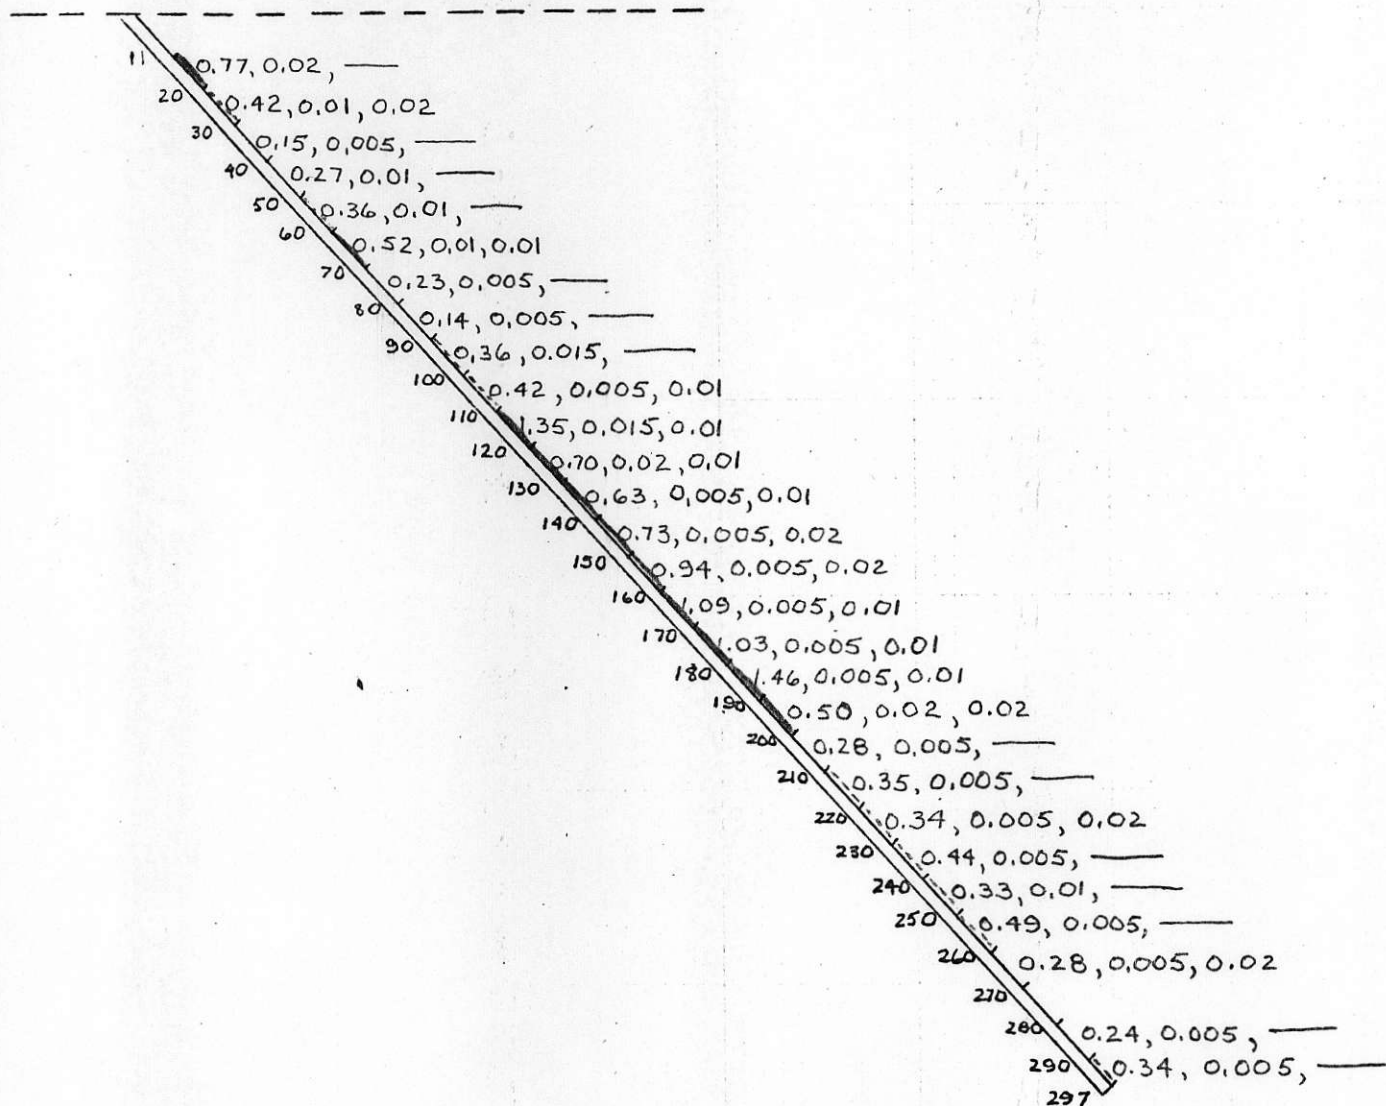 11
0.77, 0.02, —
20
0.42, 0.01, 0.02
30
0.15, 0.005, —
40
0.27, 0.01, —
50
0.36, 0.01, —
60
0.52, 0.01, 0.01
70
0.23, 0.005, —
80
0.14, 0.005, —
90
0.36, 0.015, —
100
0.42, 0.005, 0.01
110
1.35, 0.015, 0.01
120
0.70, 0.02, 0.01
130
0.63, 0.005, 0.01
140
0.73, 0.005, 0.02
150
0.94, 0.005, 0.02
160
1.09, 0.005, 0.01
170
1.03, 0.005, 0.01
180
1.46, 0.005, 0.01
190
0.50, 0.02, 0.02
200
0.28, 0.005, —
210
0.35, 0.005, —
220
0.34, 0.005, 0.02
230
0.44, 0.005, —
240
0.33, 0.01, —
250
0.49, 0.005, —
260
0.28, 0.005, 0.02
270
280
0.24, 0.005, —
290
0.34, 0.005, —
297